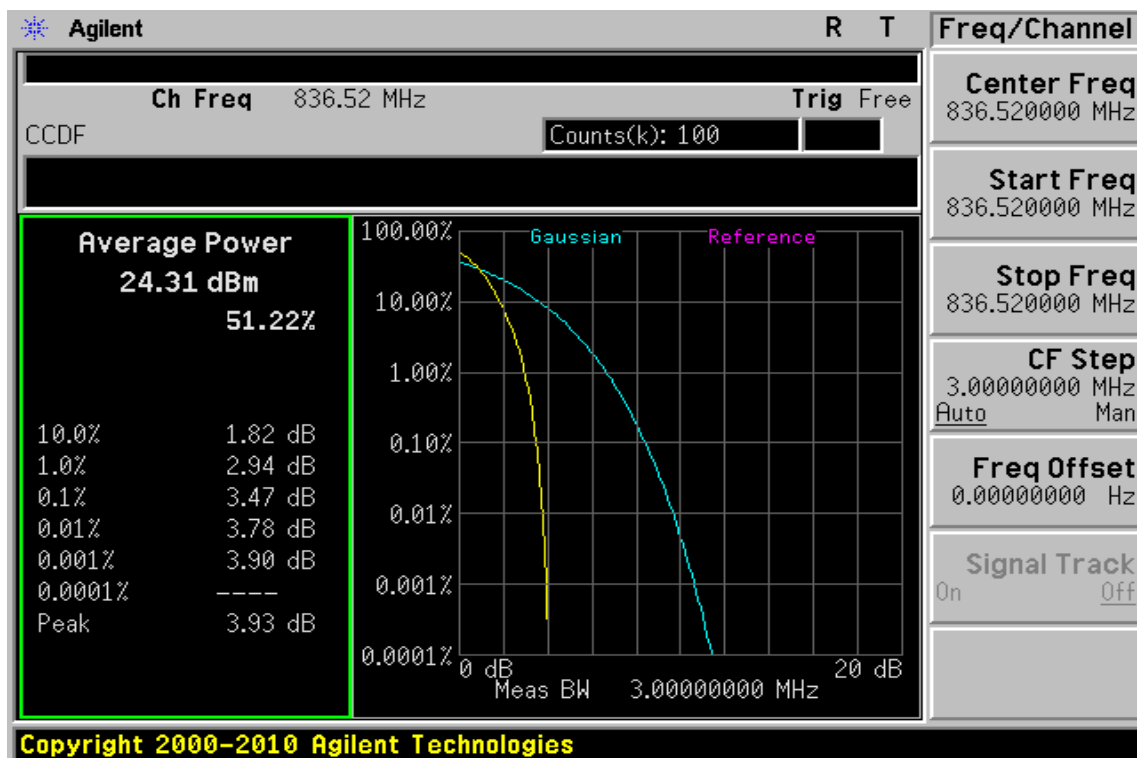 Agilent R T
Ch Freq 836.52 MHz Trig Free
CCDF
Counts(k): 100
Average Power
24.31 dBm
51.22%
10.0% 1.82 dB
1.0% 2.94 dB
0.1% 3.47 dB
0.01% 3.78 dB
0.001% 3.90 dB
0.0001% ----
Peak 3.93 dB
Gaussian Reference
100.00%
10.00%
1.00%
0.10%
0.01%
0.001%
0.0001%
0 dB 20 dB
Meas BW 3.00000000 MHz
Freq/Channel
Center Freq
836.520000 MHz
Start Freq
836.520000 MHz
Stop Freq
836.520000 MHz
CF Step
3.00000000 MHz
Auto Man
Freq Offset
0.00000000 Hz
Signal Track
On Off
Copyright 2000-2010 Agilent Technologies